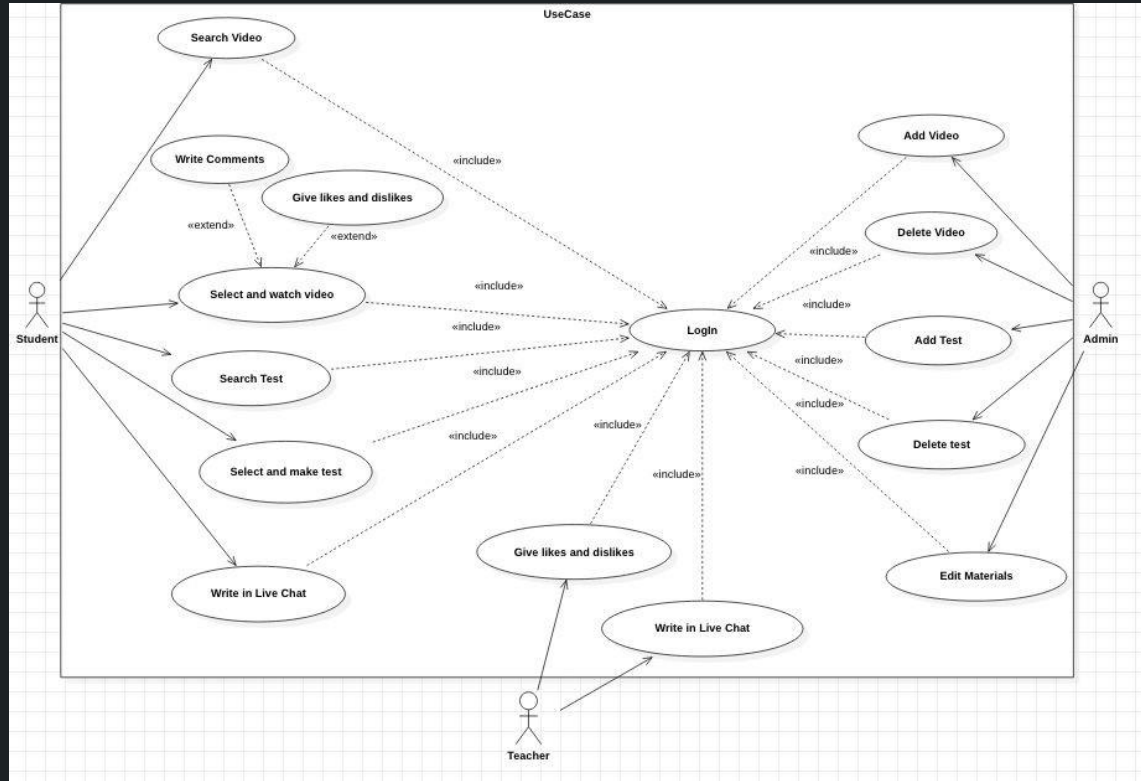 UseCase
Search Video
Add Video
Write Comments
«include»
Give likes and dislikes
«extend»
«extend»
Delete Video
«include»
Select and watch video
«include»
«include»
Student
«include»
LogIn
Add Test
Admin
«include»
Search Test
«include»
«include»
«include»
«include»
Delete test
Select and make test
«include»
«include»
Give likes and dislikes
Edit Materials
Write in Live Chat
Write in Live Chat
Teacher